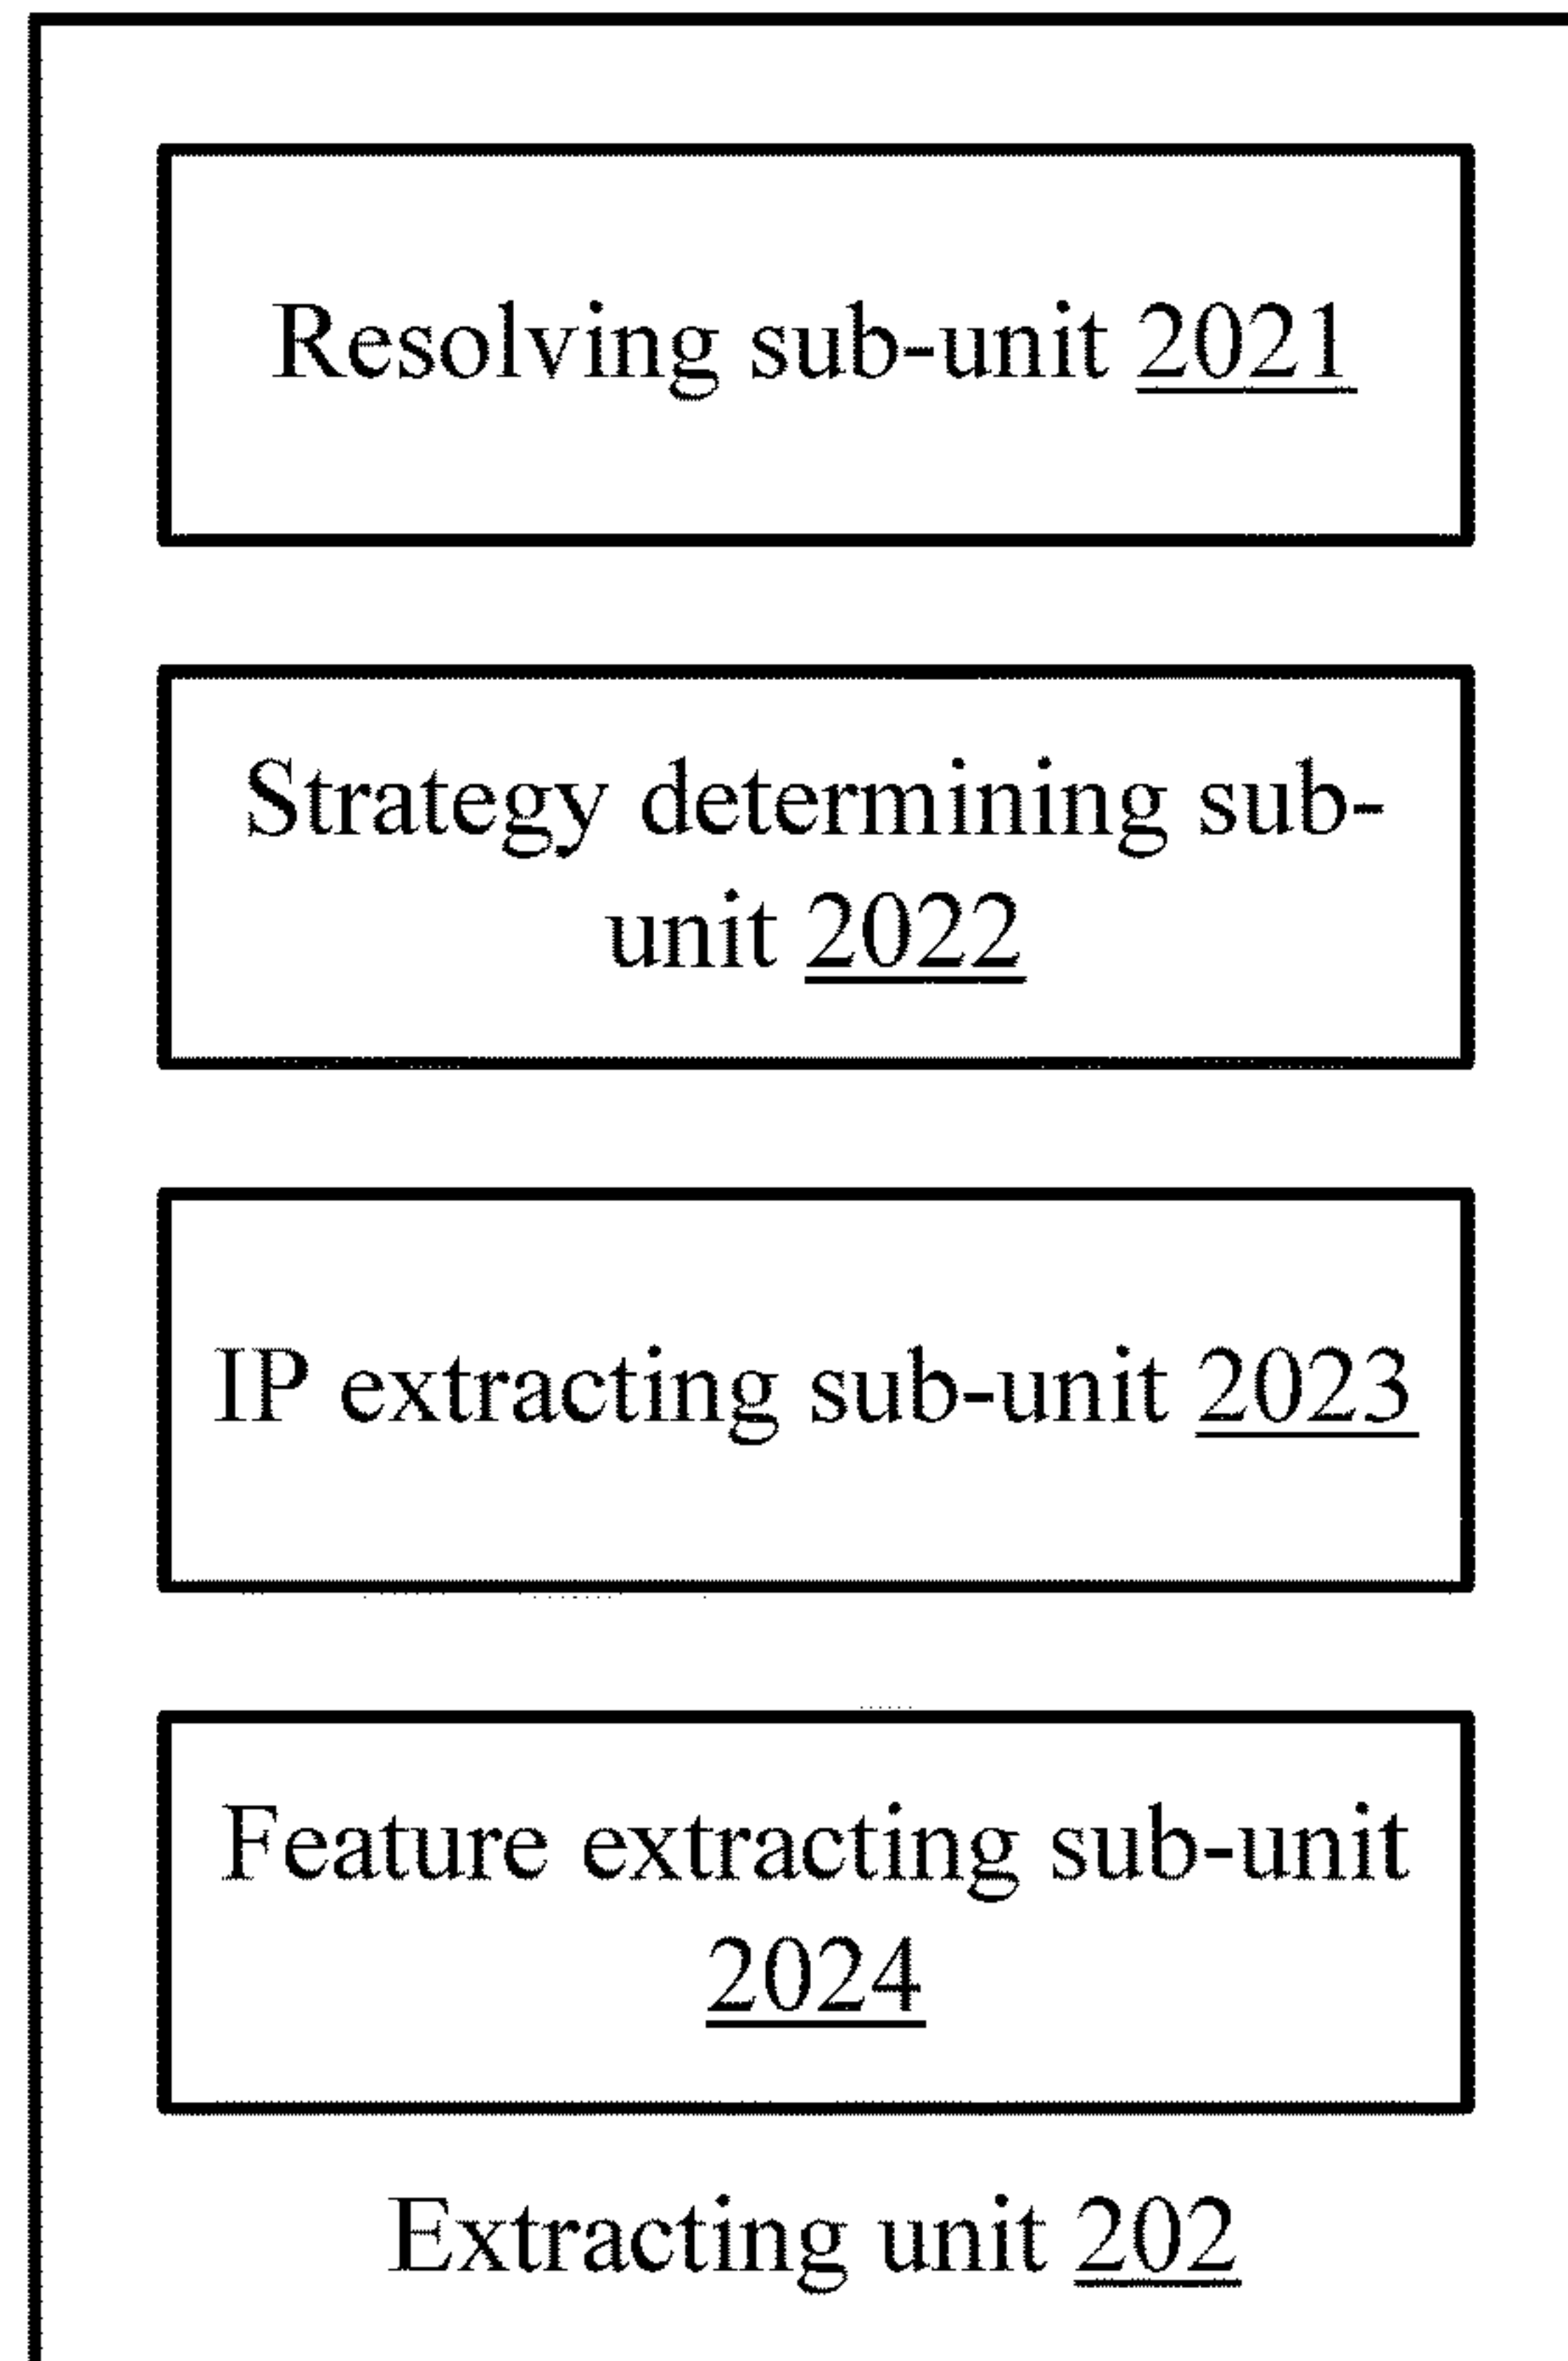 Resolving sub-unit 2021
Strategy determining sub-
unit 2022
IP extracting sub-unit 2023
Feature extracting sub-unit
2024
Extracting unit 202